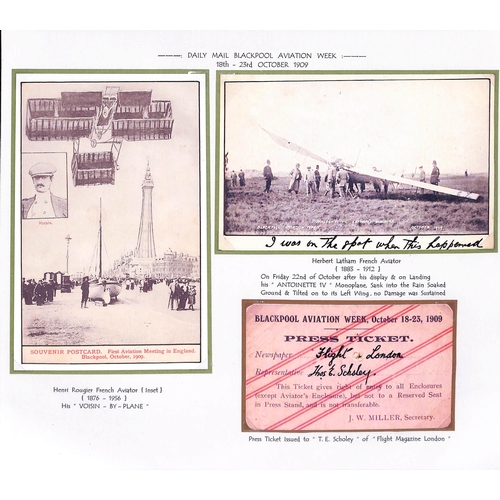 DAILY MAIL BLACKPOOL AVIATION WEEK :
18th - 23rd OCTOBER 1909
SOUVENIR POSTCARD. First Aviation Meeting in England.
Blackpool, October, 1909.
Henri Rougier French Aviator ( Inset )
( 1876 - 1956 )
His " VOISIN - BY - PLANE "
I was on the spot when this happened
Herbert Latham French Aviator
( 1883 - 1912 )
On Friday 22nd of October after his display & on Landing
his " ANTOINETTE IV " Monoplane, Sank into the Rain Soaked
Ground & Tilted on to its Left Wing, no Damage was Sustained
BLACKPOOL AVIATION WEEK, October 18-23, 1909
PRESS TICKET.
Newspaper, Flight London
Representative: Thos E. Scholey.
This Ticket gives right of entry to all Enclosures
(except Aviator's Enclosure), but not to a Reserved Seat
in Press Stand, and is not transferable.
J. W. MILLER, Secretary.
Press Ticket Issued to " T. E. Scholey " of " Flight Magazine London "